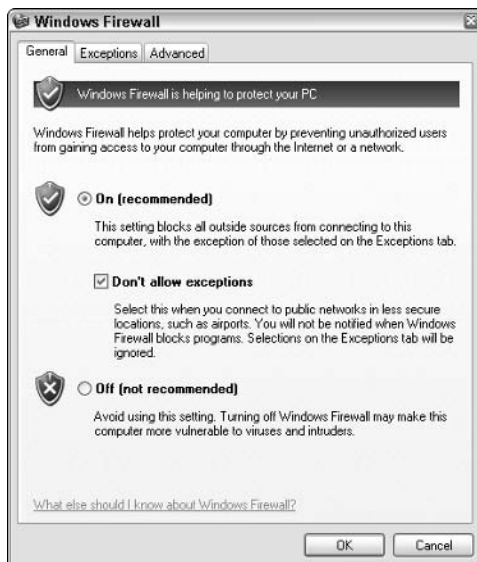 Windows Firewall
General Exceptions Advanced
Windows Firewall is helping to protect your PC
Windows Firewall helps protect your computer by preventing unauthorized users
from gaining access to your computer through the Internet or a network.
On (recommended)
This setting blocks all outside sources from connecting to this
computer, with the exception of those selected on the Exceptions tab.
Don't allow exceptions
Select this when you connect to public networks in less secure
locations, such as airports. You will not be notified when Windows
Firewall blocks programs. Selections on the Exceptions tab will be
ignored.
Off (not recommended)
Avoid using this setting. Turning off Windows Firewall may make this
computer more vulnerable to viruses and intruders.
What else should I know about Windows Firewall?
OK Cancel